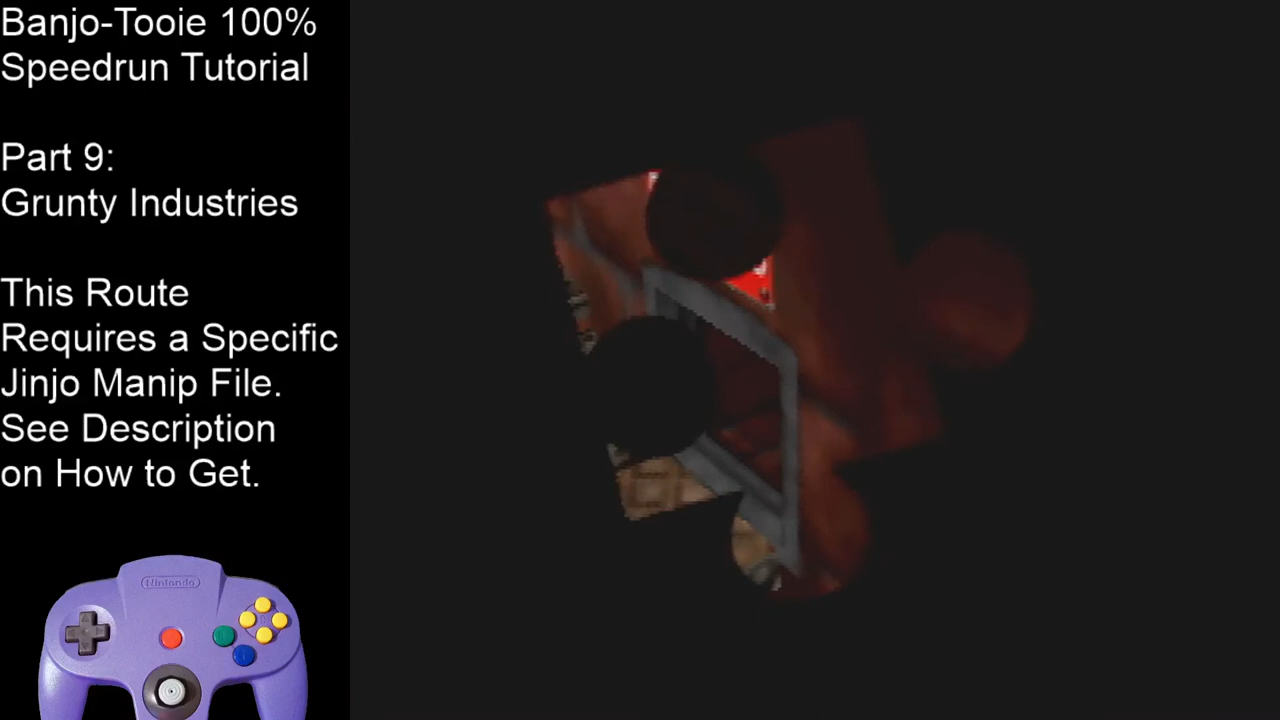 Banjo-Tooie 100%
Speedrun Tutorial
Part 9:
Grunty Industries
This Route
Requires a Specific
Jinjo Manip File.
See Description
on How to Get.
Nintendo